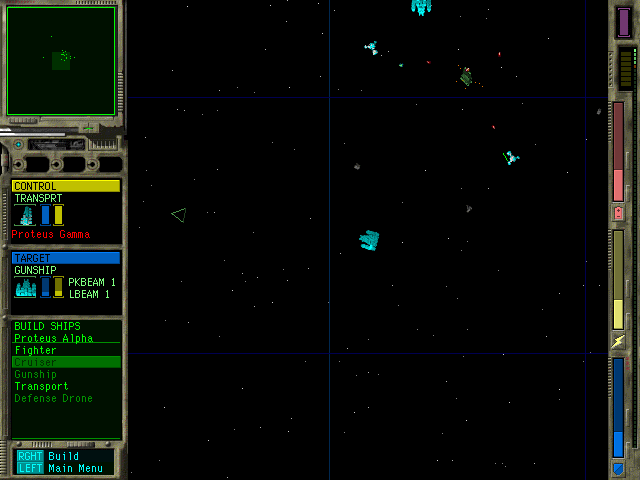 CONTROL
TRANSPRT
Proteus Gamma
TARGET
GUNSHIP
PKBEAM 1
LBEAM 1
BUILD SHIPS
Proteus Alpha
Fighter
Cruiser
Gunship
Transport
Defense Drone
RGHT Build
LEFT Main Menu